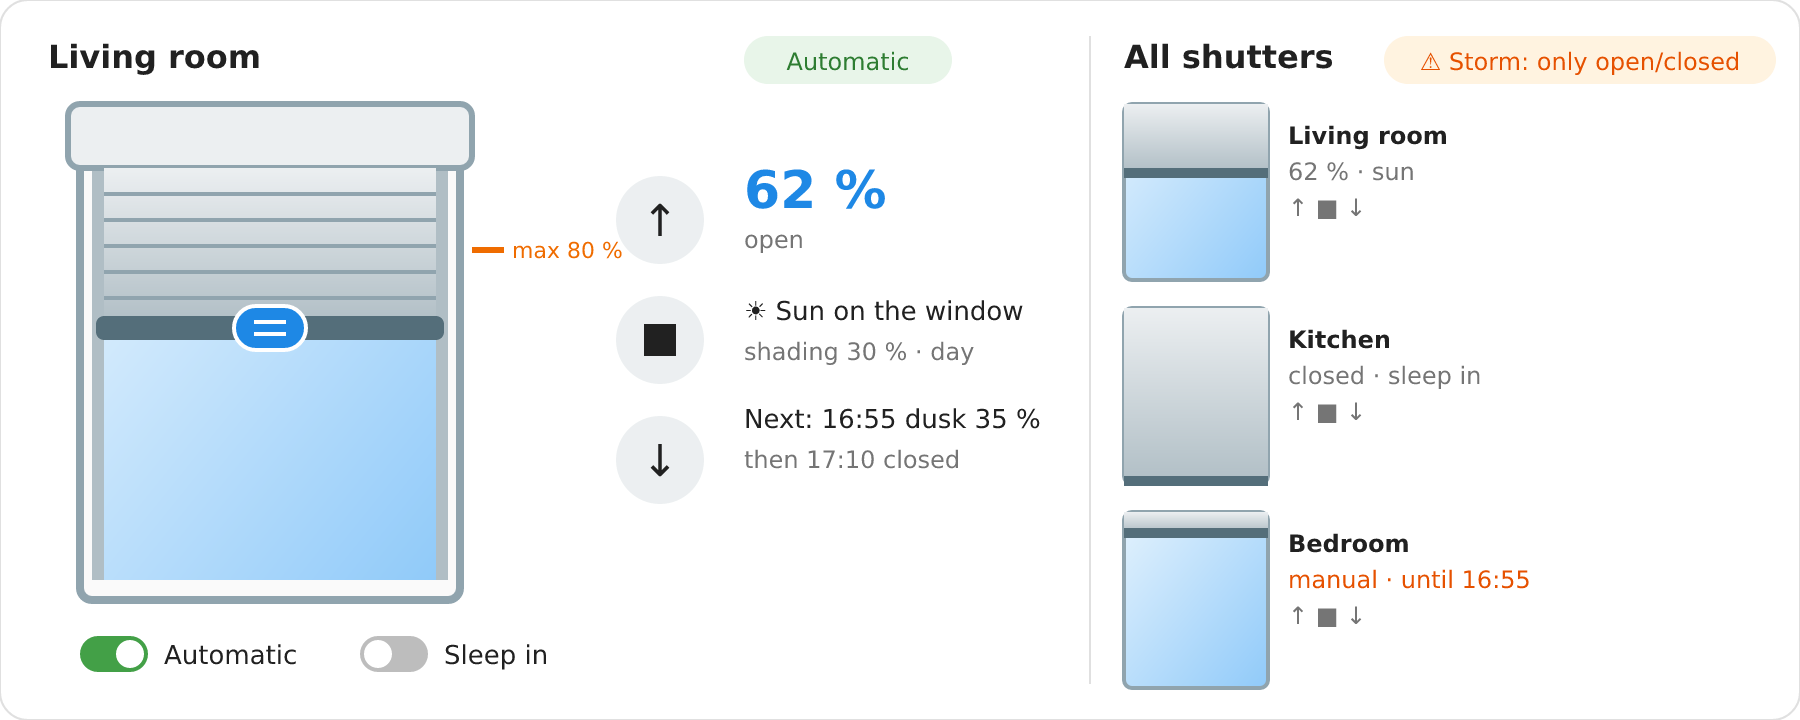 Living room
Automatic
max 80 %
↑
62 %
open
■
☀ Sun on the window
shading 30 % · day
↓
Next: 16:55 dusk 35 %
then 17:10 closed
Automatic
Sleep in
All shutters
⚠ Storm: only open/closed
Living room
62 % · sun
↑ ■ ↓
Kitchen
closed · sleep in
↑ ■ ↓
Bedroom
manual · until 16:55
↑ ■ ↓